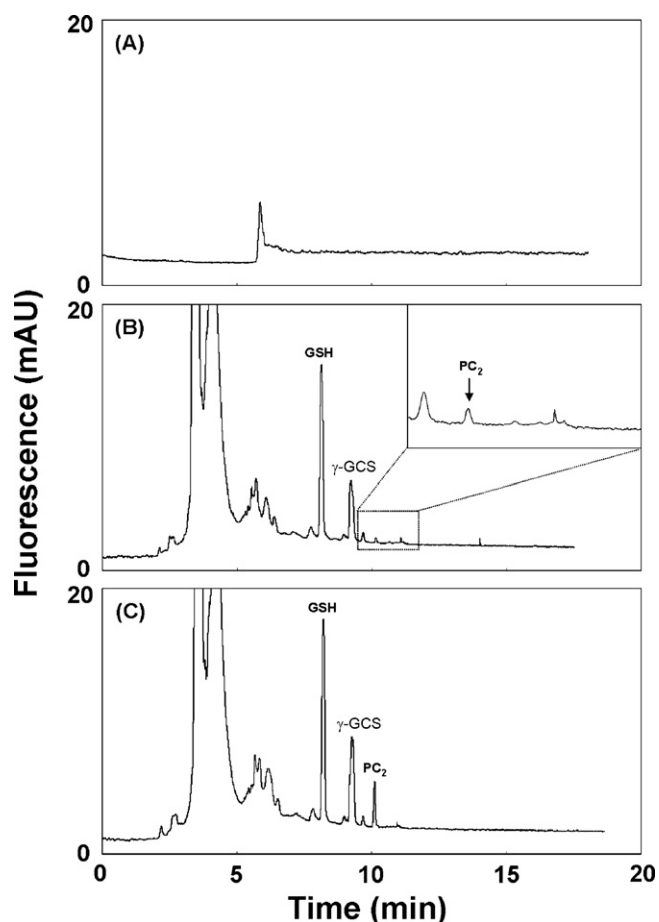 20
(A)
0
20
(B)
GSH
γ-GCS
PC₂
0
20
(C)
GSH
γ-GCS
PC₂
0
0 5 10 15 20
Time (min)
Fluorescence (mAU)